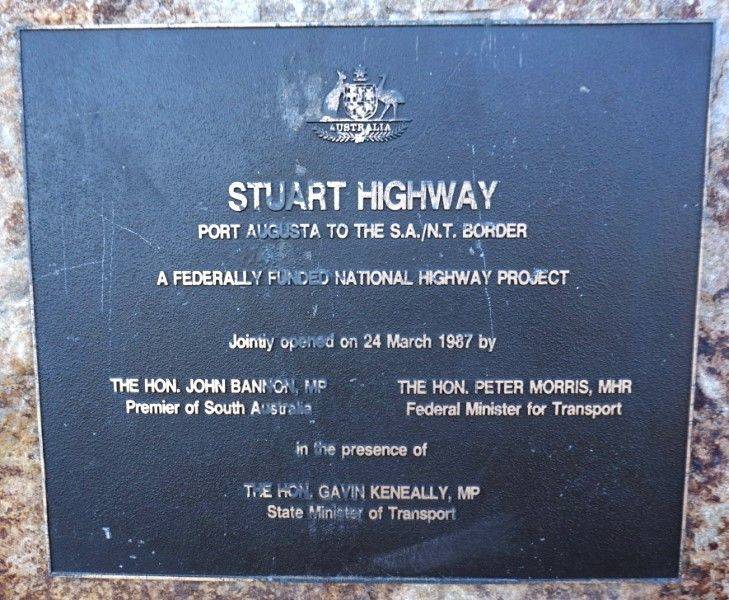 AUSTRALIA
STUART HIGHWAY
PORT AUGUSTA TO THE S.A./N.T. BORDER
A FEDERALLY FUNDED NATIONAL HIGHWAY PROJECT
Jointly opened on 24 March 1987 by
THE HON. JOHN BANNON, MP
Premier of South Australia
THE HON. PETER MORRIS, MHR
Federal Minister for Transport
in the presence of
THE HON. GAVIN KENEALLY, MP
State Minister of Transport